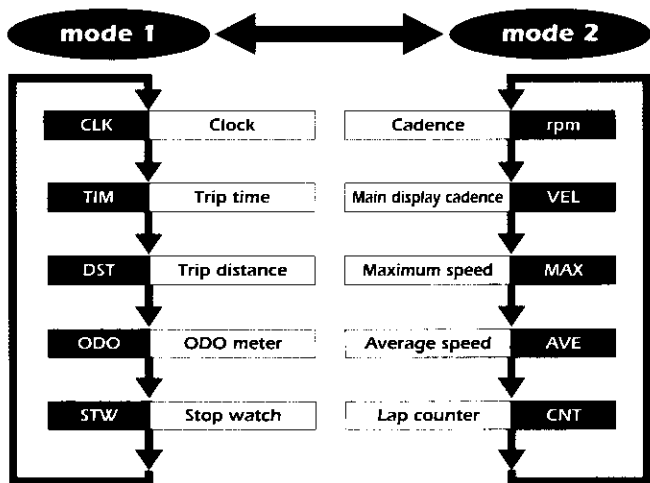 mode 1
mode 2
CLK Clock
Cadence rpm
TIM Trip time
Main display cadence VEL
DST Trip distance
Maximum speed MAX
ODO ODO meter
Average speed AVE
STW Stop watch
Lap counter CNT